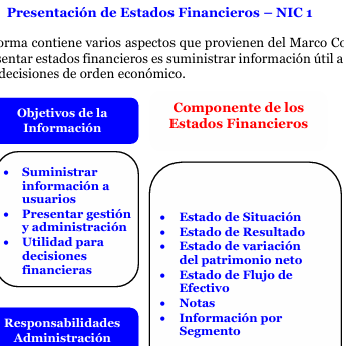 Presentación de Estados Financieros – NIC 1
orma contiene varios aspectos que provienen del Marco Co
sentar estados financieros es suministrar información útil a
decisiones de orden económico.
Objetivos de la
Información
• Suministrar
información a
usuarios
• Presentar gestión
y administración
• Utilidad para
decisiones
financieras
Responsabilidades
Administración
Componente de los
Estados Financieros
• Estado de Situación
• Estado de Resultado
• Estado de variación
del patrimonio neto
• Estado de Flujo de
Efectivo
• Notas
• Información por
Segmento